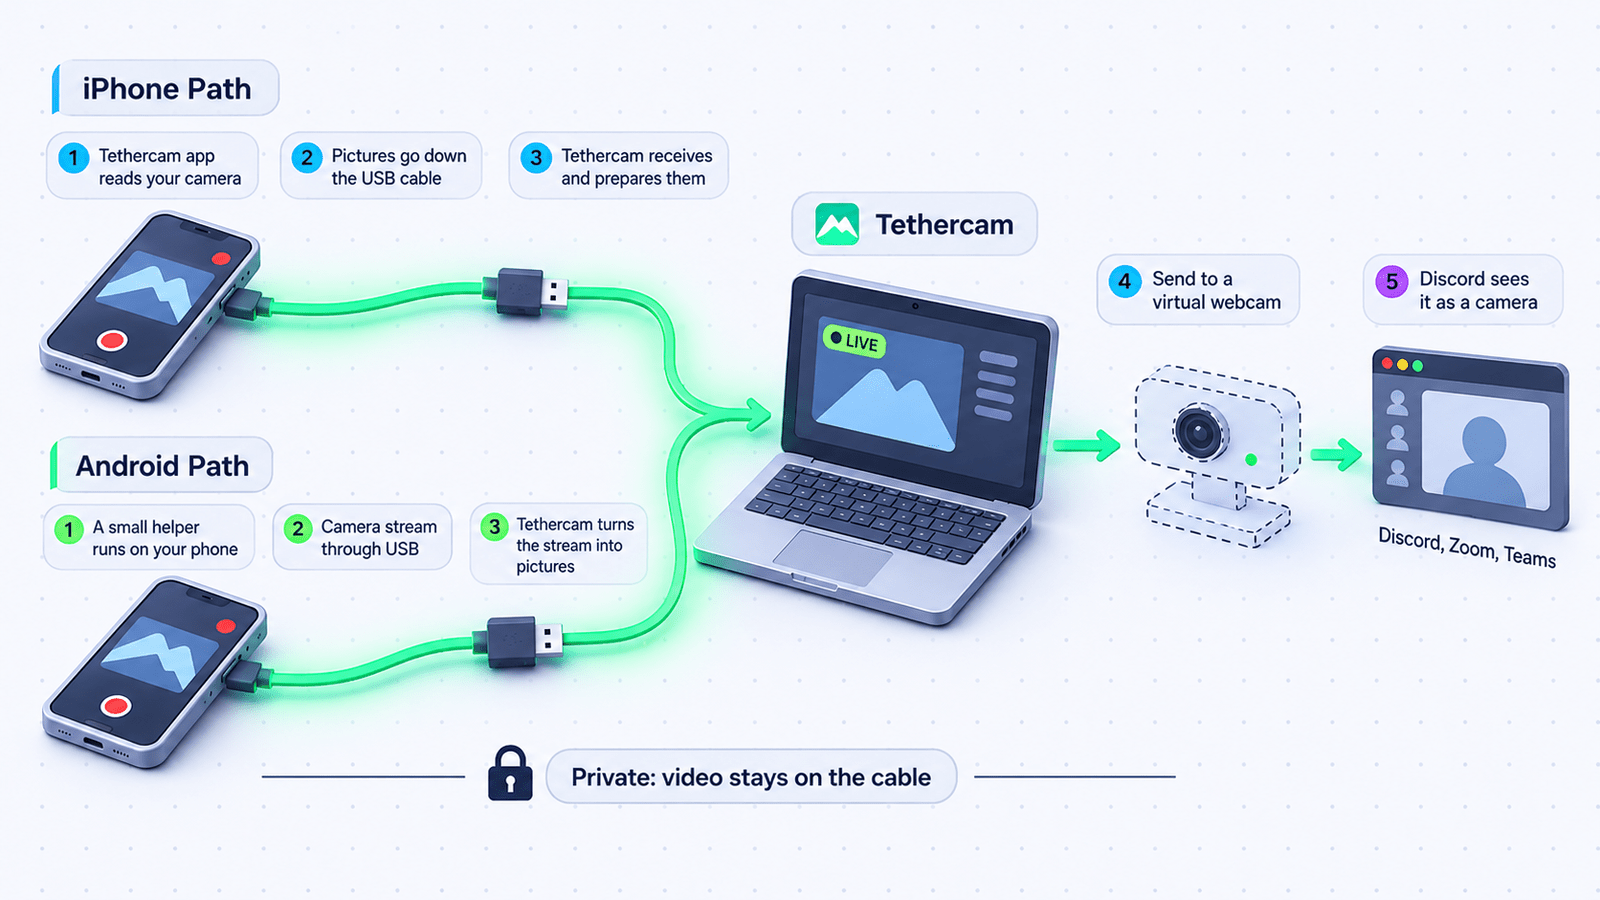 iPhone Path
1 Tethercam app
reads your camera
2 Pictures go down
the USB cable
3 Tethercam receives
and prepares them
Tethercam
LIVE
4 Send to a
virtual webcam
5 Discord sees
it as a camera
Discord, Zoom, Teams
Android Path
1 A small helper
runs on your phone
2 Camera stream
through USB
3 Tethercam turns
the stream into
pictures
Private: video stays on the cable